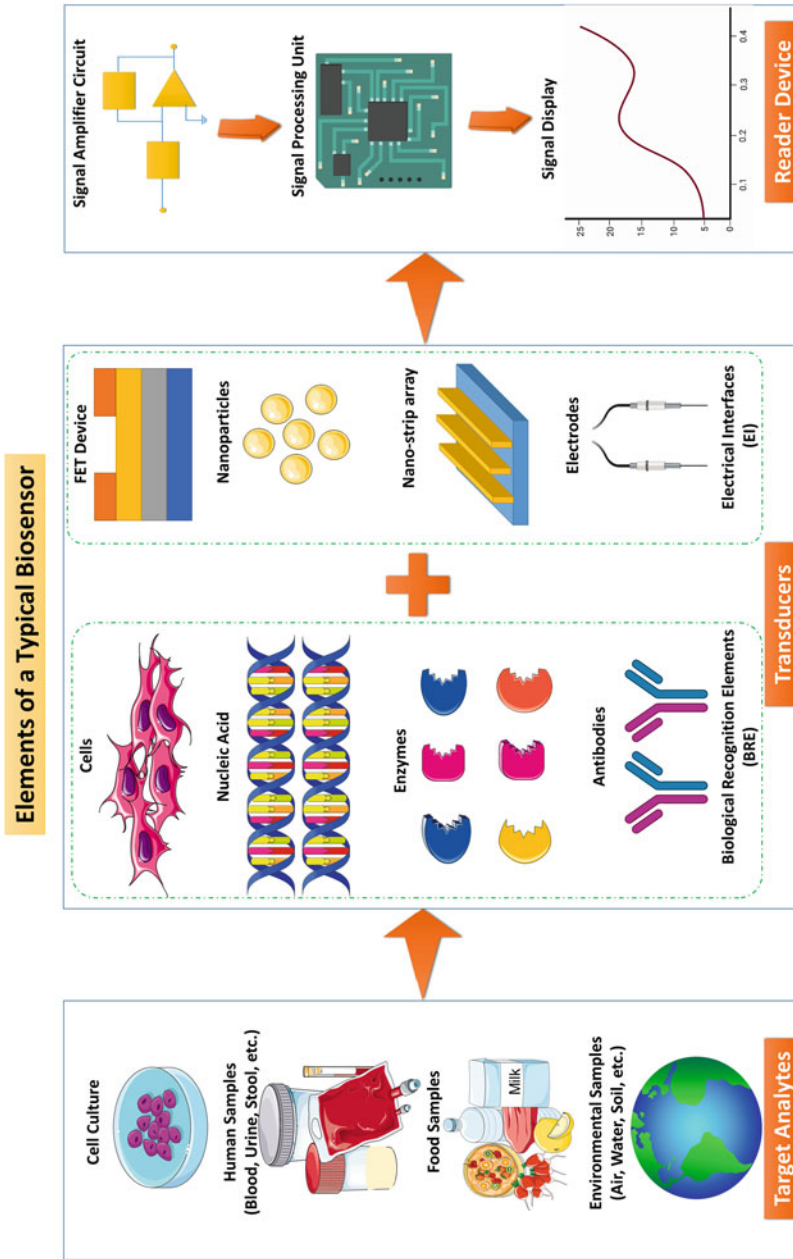 Elements of a Typical Biosensor
Cell Culture
Human Samples
(Blood, Urine, Stool, etc.)
Food Samples
Milk
Environmental Samples
(Air, Water, Soil, etc.)
Target Analytes
Cells
Nucleic Acid
Enzymes
Antibodies
Biological Recognition Elements
(BRE)
FET Device
Nanoparticles
Nano-strip array
Electrodes
Electrical Interfaces
(EI)
Transducers
Signal Amplifier Circuit
Signal Processing Unit
Signal Display
25
20
15
10
5
0
0.1
0.2
0.3
0.4
Reader Device